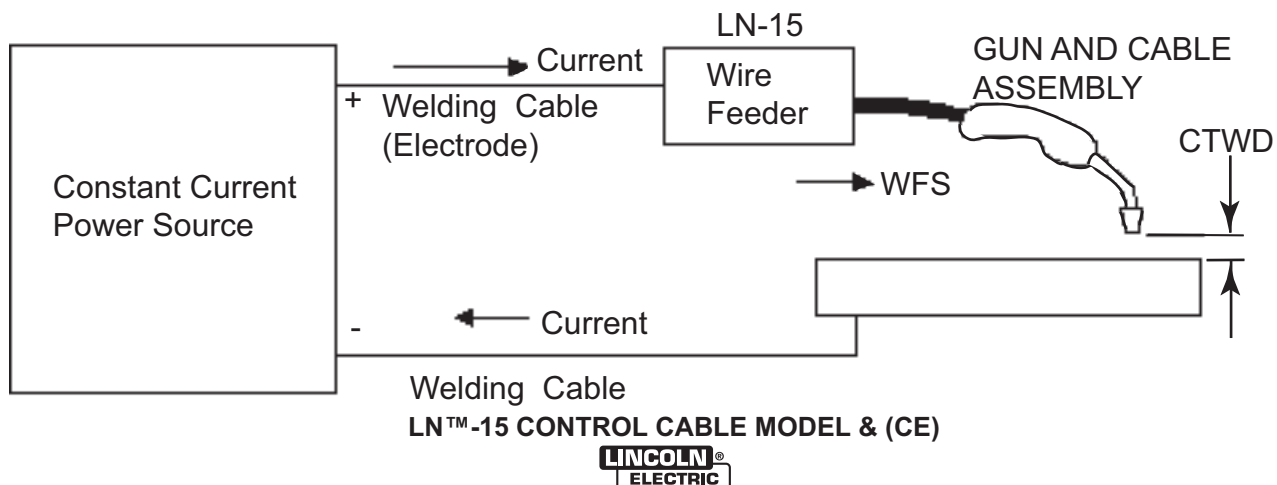 LN-15
Current
Wire
Feeder
GUN AND CABLE
ASSEMBLY
+
Welding Cable
(Electrode)
CTWD
Constant Current
Power Source
WFS
-
Current
Welding Cable
LN™-15 CONTROL CABLE MODEL & (CE)
LINCOLN ®
ELECTRIC